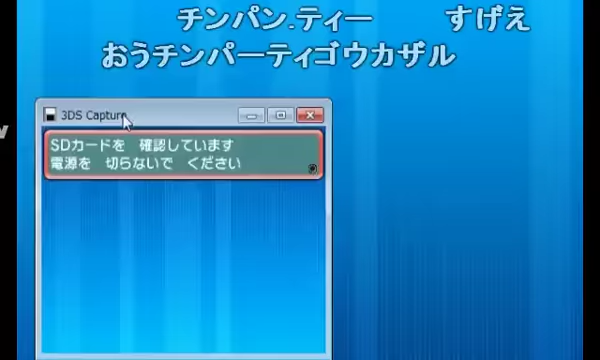 チンパン.ティー すげえ
おうチンパーティゴウカザル
3DS Capture
SDカードを 確認しています
電源を 切らないで ください